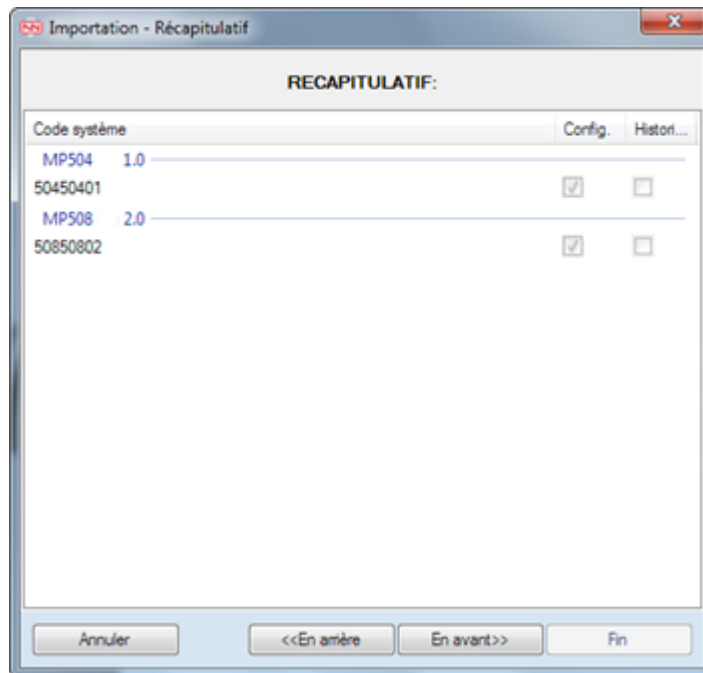 Importation - Récapitulatif
RECAPITULATIF:
Code système Config. Histori...
MP504 1.0
50450401
MP508 2.0
50850802
Annuler <<En arrière En avant>> Fin